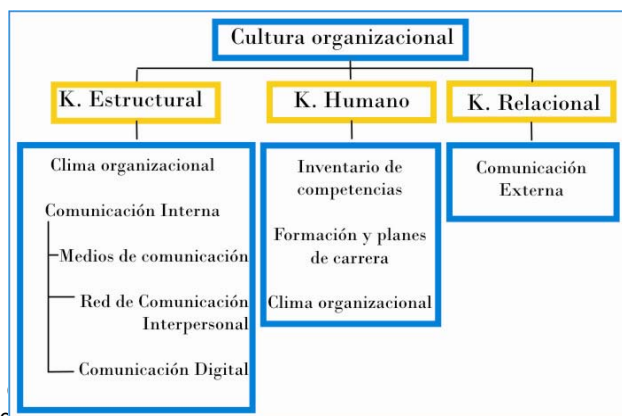 Cultura organizacional
K. Estructural
K. Humano
K. Relacional
Clima organizacional
Comunicación Interna
Medios de comunicación
Red de Comunicación
Interpersonal
Comunicación Digital
Inventario de
competencias
Formación y planes
de carrera
Clima organizacional
Comunicación
Externa